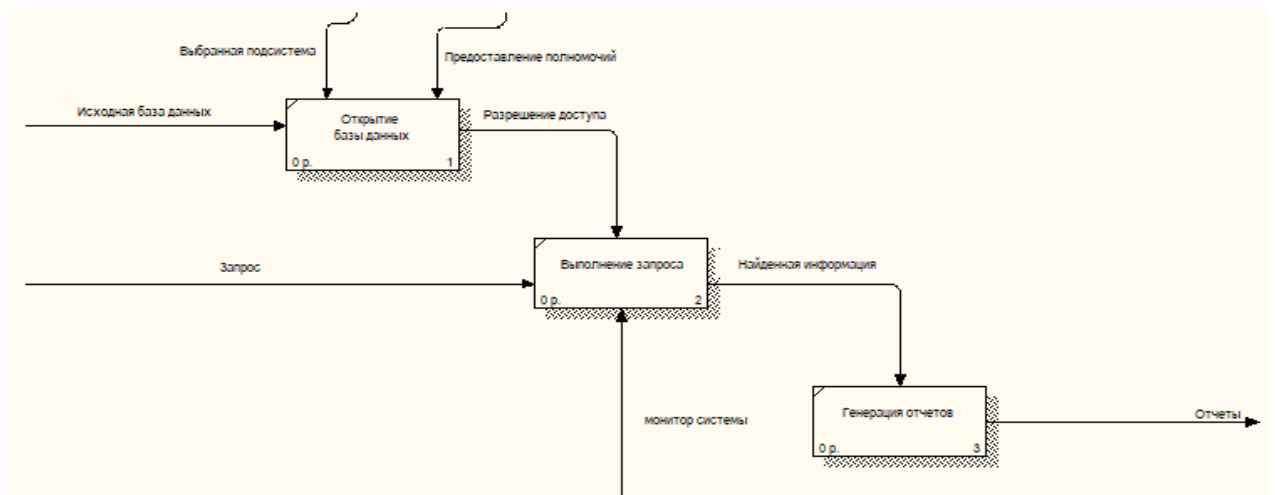 Выбранная подсистема
Предоставление полномочий
Исходная база данных
Открытие
базы данных
0 р.
1
Разрешение доступа
Запрос
Выполнение запроса
0 р.
2
Найденная информация
монитор системы
Генерация отчетов
0 р.
3
Отчеты